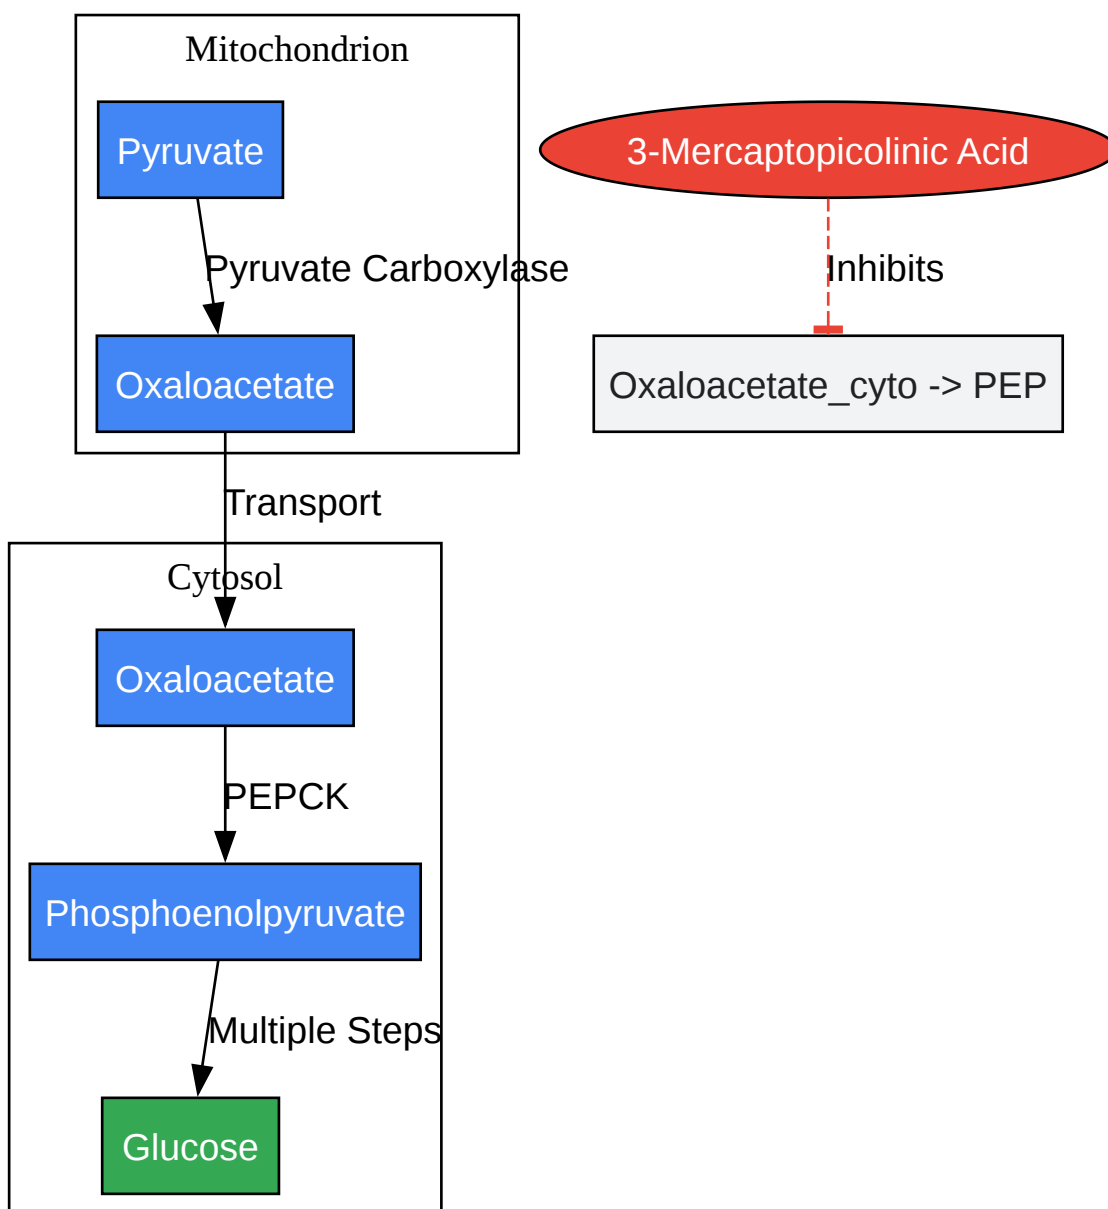 Mitochondrion
Pyruvate
Pyruvate Carboxylase
Oxaloacetate
Transport
Cytosol
Oxaloacetate
PEPCK
Phosphoenolpyruvate
Multiple Steps
Glucose
3-Mercaptopicolinic Acid
Inhibits
Oxaloacetate_cyto -> PEP